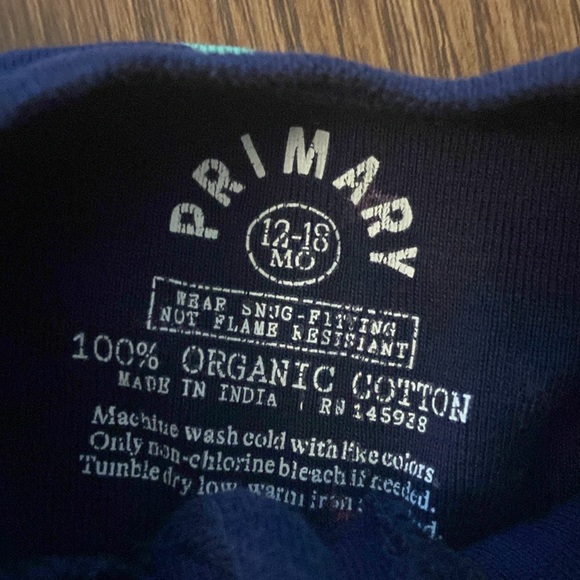 PRIMARY
12-18
MO
WEAR SNUG-FITTING
NOT FLAME RESISTANT
100% ORGANIC COTTON
MADE IN INDIA | RN 145938
Machine wash cold with like colors.
Only non-chlorine bleach if needed.
Tumble dry low, warm iron